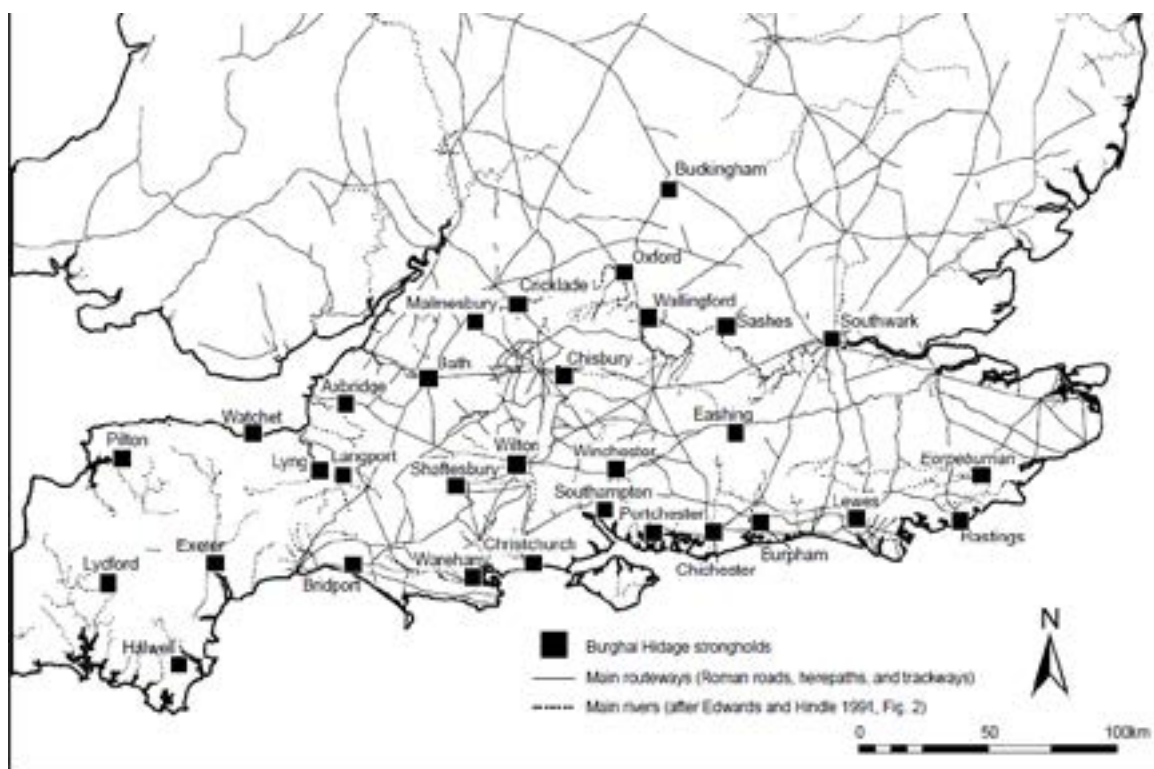 Buckingham
Oxford
Cricklade
Malmesbury
Wallingford
Sashes
Southwark
Bath
Chisbury
Axbridge
Watchet
Eashing
Pilton
Wilton
Winchester
Lyng
Langport
Shaftesbury
Eorpeburnan
Southampton
Portchester
Lewes
Hastings
Exeter
Christchurch
Burpham
Lydford
Wareham
Chichester
Bridport
Halwell
N
Burghal Hidage strongholds
Main routeways (Roman roads, herepaths, and trackways)
Main rivers (after Edwards and Hindle 1991, Fig. 2)
0 50 100km